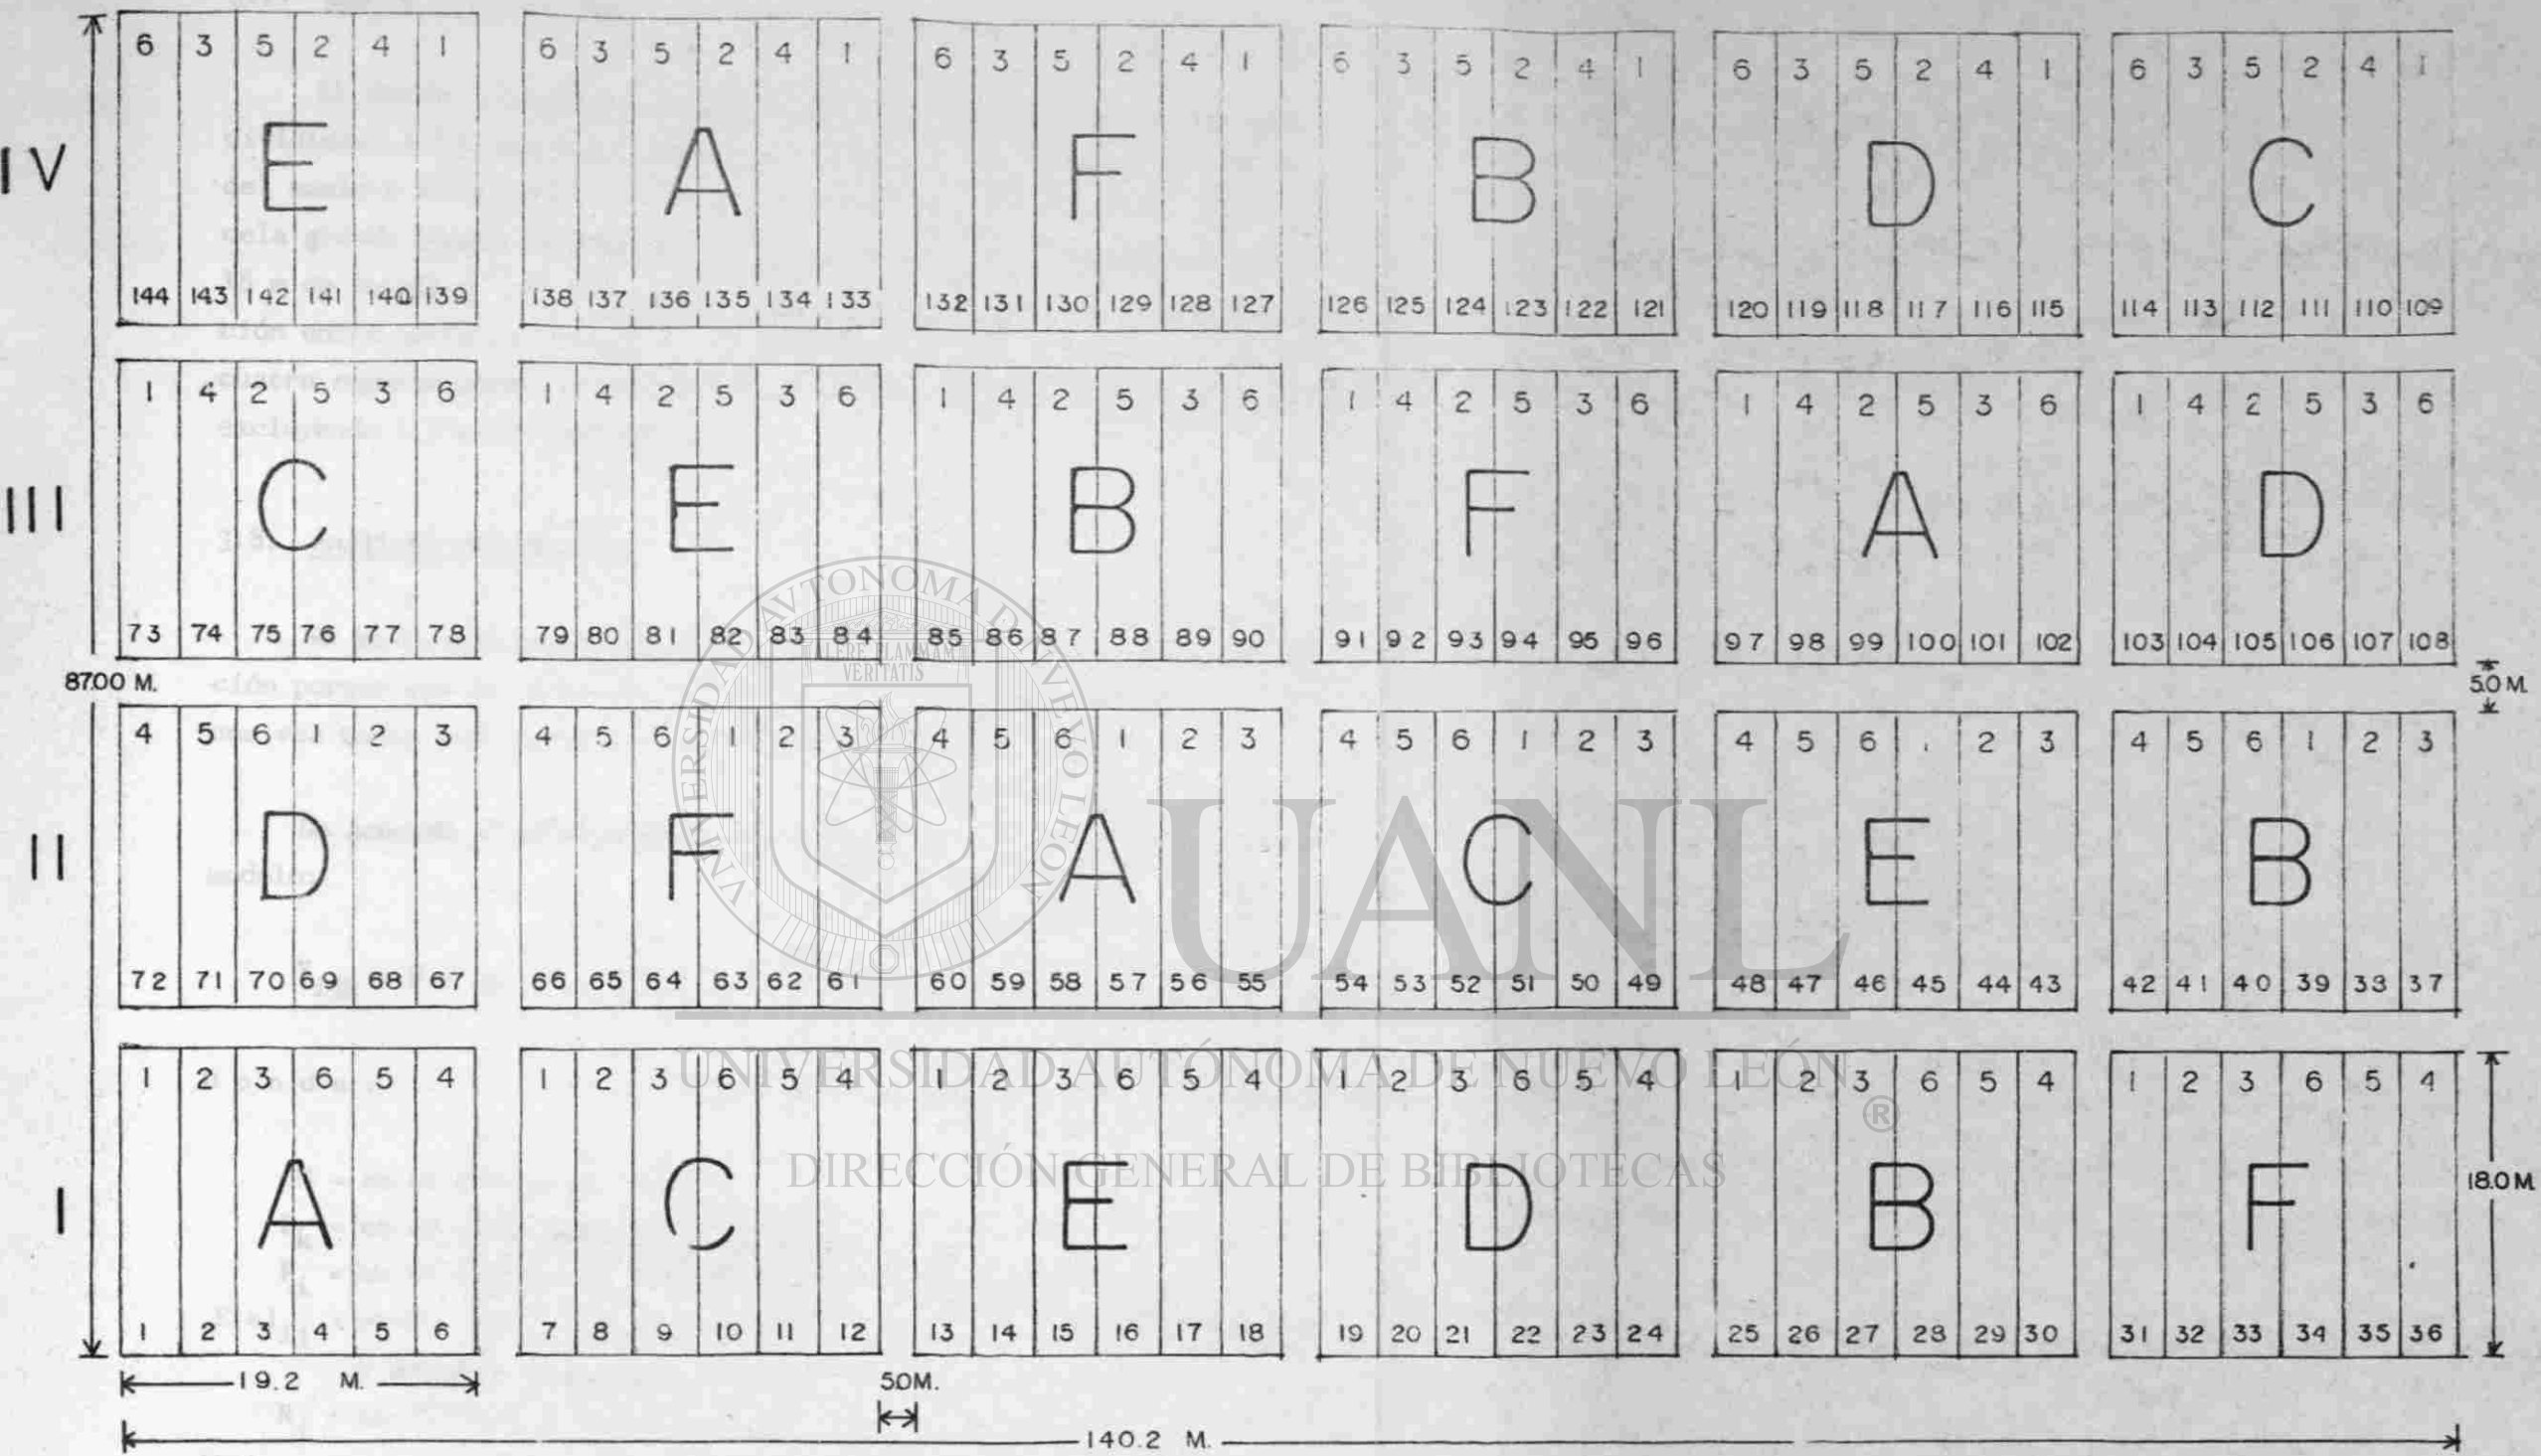 6 3 5 2 4 1 6 3 5 2 4 1 6 3 5 2 4 1 6 3 5 2 4 1 6 3 5 2 4 1 6 3 5 2 4 1
IV E A F B D C
144 143 142 141 140 139 138 137 136 135 134 133 132 131 130 129 128 127 126 125 124 123 122 121 120 119 118 117 116 115 114 113 112 111 110 109
1 4 2 5 3 6 1 4 2 5 3 6 1 4 2 5 3 6 1 4 2 5 3 6 1 4 2 5 3 6 1 4 2 5 3 6
III C E B F A D
73 74 75 76 77 78 79 80 81 82 83 84 85 86 87 88 89 90 91 92 93 94 95 96 97 98 99 100 101 102 103 104 105 106 107 108
87.00 M.
5.0 M.
4 5 6 1 2 3 4 5 6 1 2 3 4 5 6 1 2 3 4 5 6 1 2 3 4 5 6 1 2 3 4 5 6 1 2 3
II D F A C E B
72 71 70 69 68 67 66 65 64 63 62 61 60 59 58 57 56 55 54 53 52 51 50 49 48 47 46 45 44 43 42 41 40 39 38 37
1 2 3 6 5 4 1 2 3 6 5 4 1 2 3 6 5 4 1 2 3 6 5 4 1 2 3 6 5 4 1 2 3 6 5 4
I A C E D B F
18.0 M
1 2 3 4 5 6 7 8 9 10 11 12 13 14 15 16 17 18 19 20 21 22 23 24 25 26 27 28 29 30 31 32 33 34 35 36
19.2 M.
5.0M.
140.2 M.
UNIVERSIDAD AUTONOMA DE NUEVO LEON
ALERE FLAMMAM
VERITATIS
UANL
UNIVERSIDAD AUTÓNOMA DE NUEVO LEÓN
®
DIRECCIÓN GENERAL DE BIBLIOTECAS